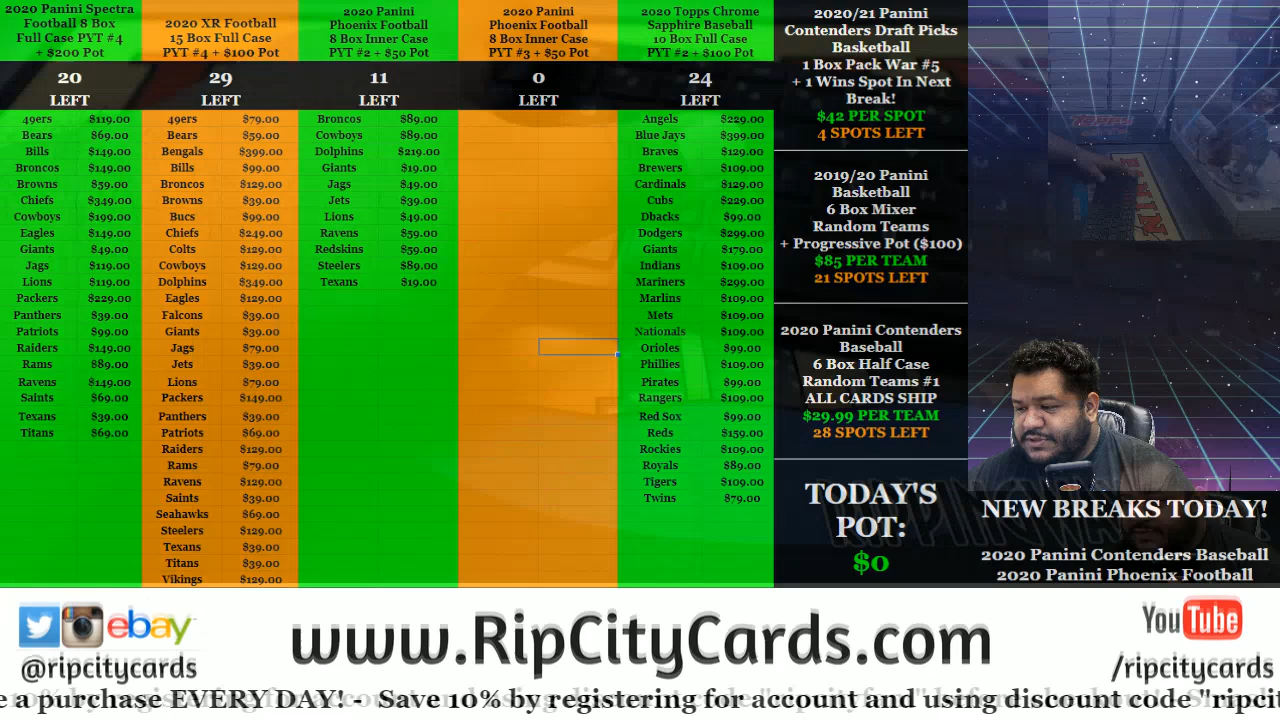 2020 Panini Spectra
Football 8 Box
Full Case PYT #4
+ $200 Pot
20
LEFT
49ers $119.00
Bears $69.00
Bills $149.00
Broncos $149.00
Browns $59.00
Chiefs $349.00
Cowboys $199.00
Eagles $149.00
Giants $49.00
Jags $119.00
Lions $119.00
Packers $229.00
Panthers $39.00
Patriots $99.00
Raiders $149.00
Rams $89.00
Ravens $149.00
Saints $69.00
Texans $39.00
Titans $69.00
2020 XR Football
15 Box Full Case
PYT #4 + $100 Pot
29
LEFT
49ers $79.00
Bears $59.00
Bengals $399.00
Bills $99.00
Broncos $129.00
Browns $39.00
Bucs $99.00
Chiefs $249.00
Colts $129.00
Cowboys $129.00
Dolphins $349.00
Eagles $129.00
Falcons $39.00
Giants $39.00
Jags $79.00
Jets $39.00
Lions $79.00
Packers $149.00
Panthers $39.00
Patriots $69.00
Raiders $129.00
Rams $79.00
Ravens $129.00
Saints $39.00
Seahawks $69.00
Steelers $129.00
Texans $39.00
Titans $39.00
Vikings $129.00
2020 Panini
Phoenix Football
8 Box Inner Case
PYT #2 + $50 Pot
11
LEFT
Broncos $89.00
Cowboys $89.00
Dolphins $219.00
Giants $19.00
Jags $49.00
Jets $39.00
Lions $49.00
Ravens $59.00
Redskins $59.00
Steelers $89.00
Texans $19.00
2020 Panini
Phoenix Football
8 Box Inner Case
PYT #3 + $50 Pot
0
LEFT
2020 Topps Chrome
Sapphire Baseball
10 Box Full Case
PYT #2 + $100 Pot
24
LEFT
Angels $229.00
Blue Jays $399.00
Braves $129.00
Brewers $109.00
Cardinals $129.00
Cubs $229.00
Dbacks $99.00
Dodgers $299.00
Giants $179.00
Indians $109.00
Mariners $299.00
Marlins $109.00
Mets $109.00
Nationals $109.00
Orioles $99.00
Phillies $109.00
Pirates $99.00
Rangers $109.00
Red Sox $99.00
Reds $159.00
Rockies $109.00
Royals $89.00
Tigers $109.00
Twins $79.00
2020/21 Panini
Contenders Draft Picks
Basketball
1 Box Pack War #5
+ 1 Wins Spot In Next
Break!
$42 PER SPOT
4 SPOTS LEFT
2019/20 Panini
Basketball
6 Box Mixer
Random Teams
+ Progressive Pot ($100)
$85 PER TEAM
21 SPOTS LEFT
2020 Panini Contenders
Baseball
6 Box Half Case
Random Teams #1
ALL CARDS SHIP
$29.99 PER TEAM
28 SPOTS LEFT
TODAY'S
POT:
$0
NEW BREAKS TODAY!
2020 Panini Contenders Baseball
2020 Panini Phoenix Football
ebay
@ripcitycards
www.RipCityCards.com
YouTube
/ripcitycards
e a purchase EVERY DAY! - Save 10% by registering for account and using discount code "ripcit